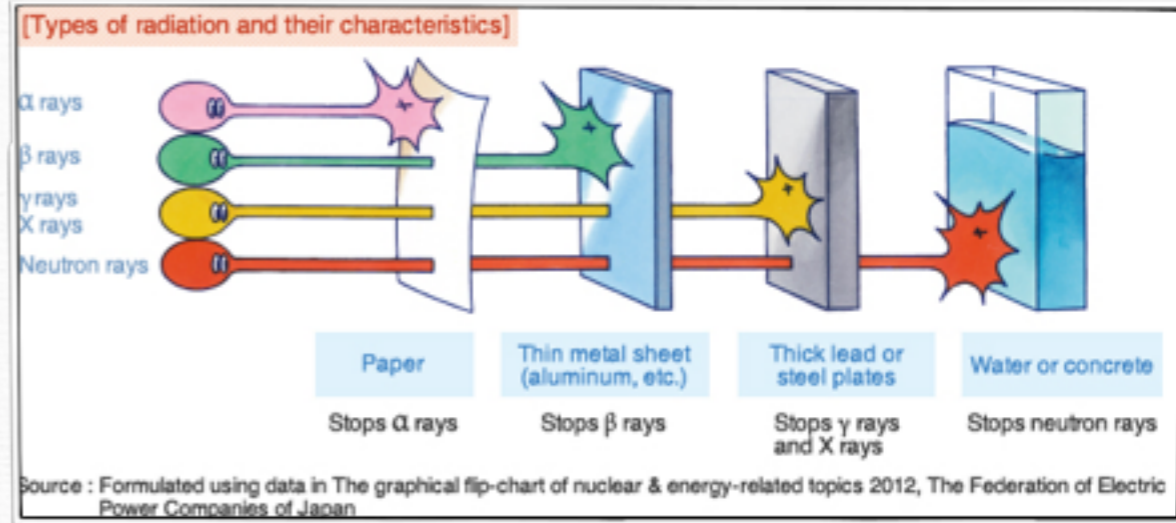 [Types of radiation and their characteristics]
α rays
β rays
γ rays
X rays
Neutron rays
Paper
Stops α rays
Thin metal sheet
(aluminum, etc.)
Stops β rays
Thick lead or
steel plates
Stops γ rays
and X rays
Water or concrete
Stops neutron rays
Source : Formulated using data in The graphical flip-chart of nuclear & energy-related topics 2012, The Federation of Electric
Power Companies of Japan